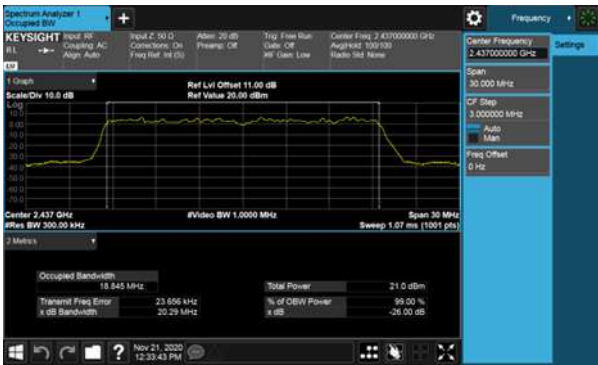 Spectrum Analyzer 1
Occupied BW
+
Frequency
KEYSIGHT
Input: RF
Coupling: AC
Align: Auto
Input Z: 50 Ω
Corrections: On
Freq Ref: Int (S)
Atten: 20 dB
Preamp: Off
Trig: Free Run
Gate: Off
#IF Gain: Low
Center Freq: 2.437000000 GHz
Avg|Hold: 100/100
Radio Std: None
RL
LW
Center Frequency
2.437000000 GHz
Settings
Span
30.000 MHz
CF Step
3.000000 MHz
Auto
Man
Freq Offset
0 Hz
1 Graph
Scale/Div 10.0 dB
Ref Lvl Offset 11.00 dB
Ref Value 20.00 dBm
Log
10.0
0.00
-10.0
-20.0
-30.0
-40.0
-50.0
-60.0
-70.0
Center 2.437 GHz
#Res BW 300.00 kHz
#Video BW 1.0000 MHz
Span 30 MHz
Sweep 1.07 ms (1001 pts)
2 Metrics
Occupied Bandwidth
18.845 MHz
Total Power 21.0 dBm
Transmit Freq Error 23.656 kHz
% of OBW Power 99.00 %
x dB Bandwidth 20.29 MHz
x dB -26.00 dB
?
Nov 21, 2020
12:33:43 PM